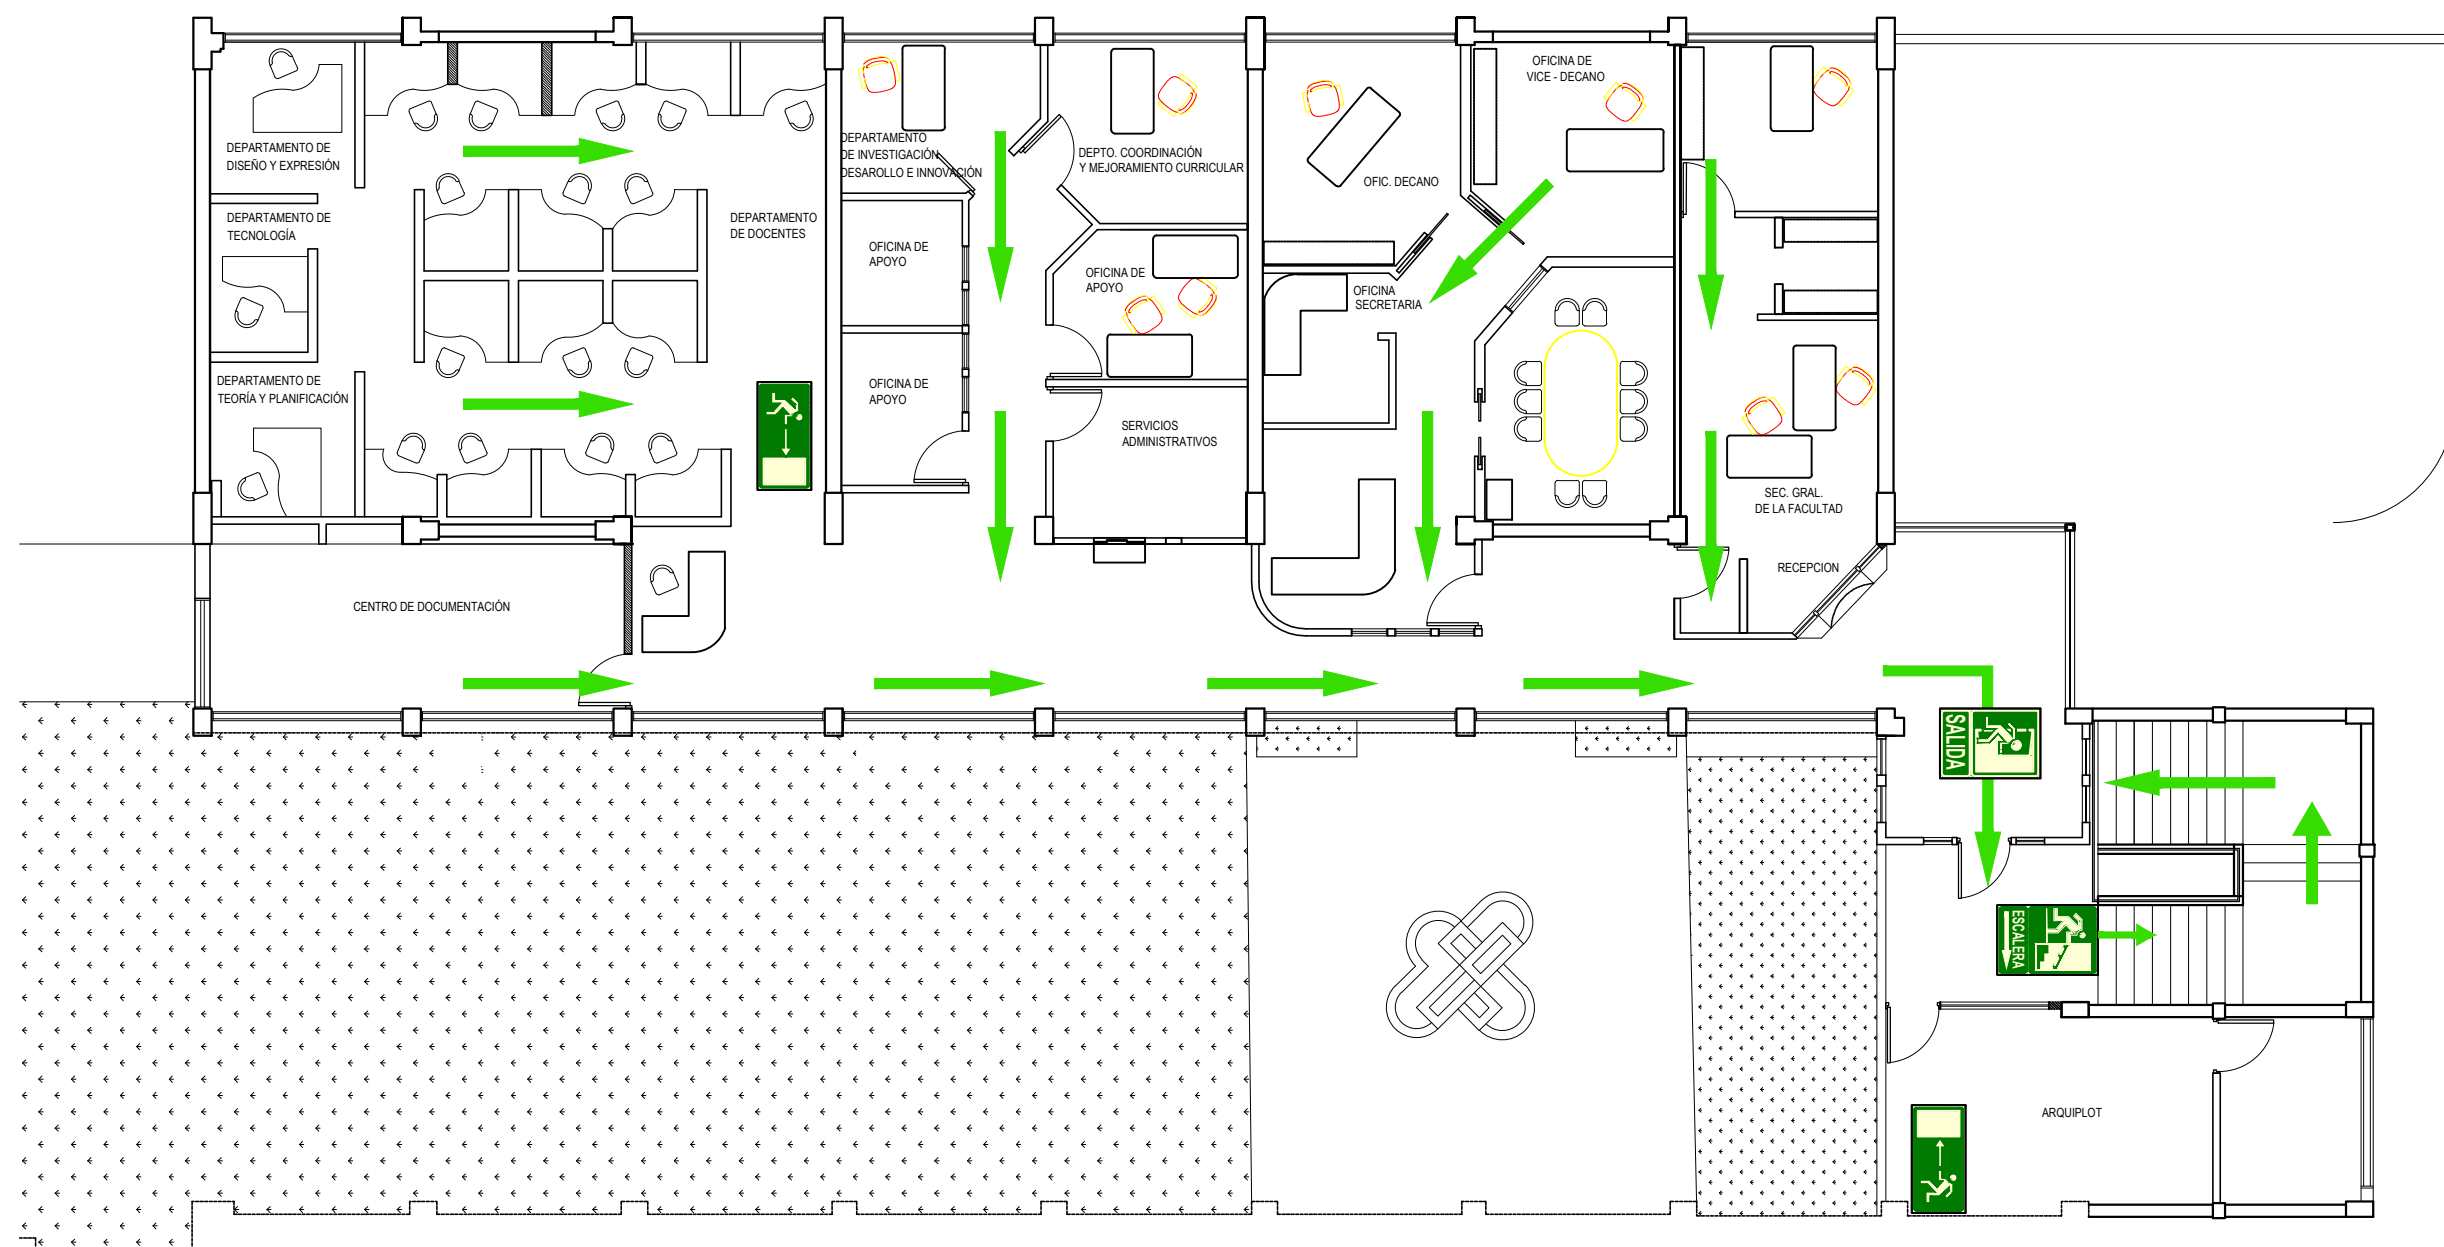 OFICINA DE
VICE - DECANO
DEPARTAMENTO DE
DISEÑO Y EXPRESIÓN
DEPARTAMENTO
DE INVESTIGACIÓN
DESAROLLO E INNOVACIÓN
DEPTO. COORDINACIÓN
Y MEJORAMIENTO CURRICULAR
OFIC. DECANO
DEPARTAMENTO DE
TECNOLOGÍA
DEPARTAMENTO
DE DOCENTES
OFICINA DE
APOYO
OFICINA DE
APOYO
OFICINA
SECRETARIA
DEPARTAMENTO DE
TEORÍA Y PLANIFICACIÓN
OFICINA DE
APOYO
SERVICIOS
ADMINISTRATIVOS
SEC. GRAL.
DE LA FACULTAD
RECEPCION
CENTRO DE DOCUMENTACIÓN
SALIDA
ESCALERA
ARQUIPLOT